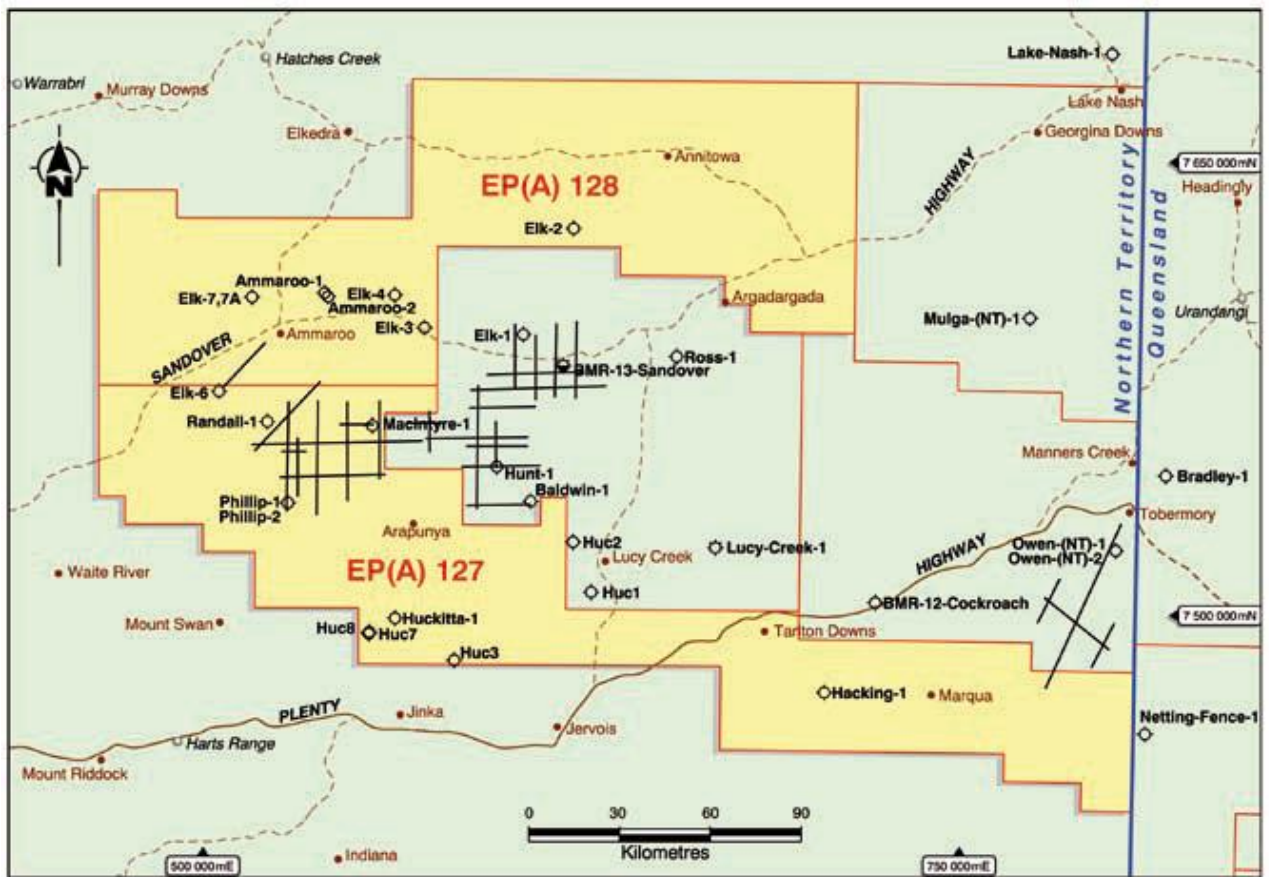 Lake-Nash-1
Hatches Creek
Warrabri
Murray Downs
Lake Nash
Elkedra
Georgina Downs
Annitowa
7 650 000mN
N
EP(A) 128
HIGHWAY
Headingly
Elk-2
Northern Territory
Queensland
Ammaroo-1
Elk-7,7A
Elk-4
Ammaroo-2
Argadargada
Urandangi
Elk-3
Mulga-(NT)-1
Ammaroo
Elk-1
SANDOVER
Ross-1
BMR-13-Sandover
Elk-6
Randall-1
MacIntyre-1
Manners Creek
Hunt-1
Bradley-1
Baldwin-1
Phillip-1
Phillip-2
Tobermory
Arapunya
Huc2
Lucy-Creek-1
HIGHWAY
Owen-(NT)-1
Owen-(NT)-2
Lucy Creek
Waite River
EP(A) 127
Huc1
BMR-12-Cockroach
7 500 000mN
Huckitta-1
Mount Swan
Huc8
Huc7
Tarlton Downs
Huc3
Hacking-1
Marqua
PLENTY
Jinka
Jervois
Netting-Fence-1
Harts Range
Mount Riddock
0 30 60 90
Kilometres
Indiana
500 000mE
750 000mE